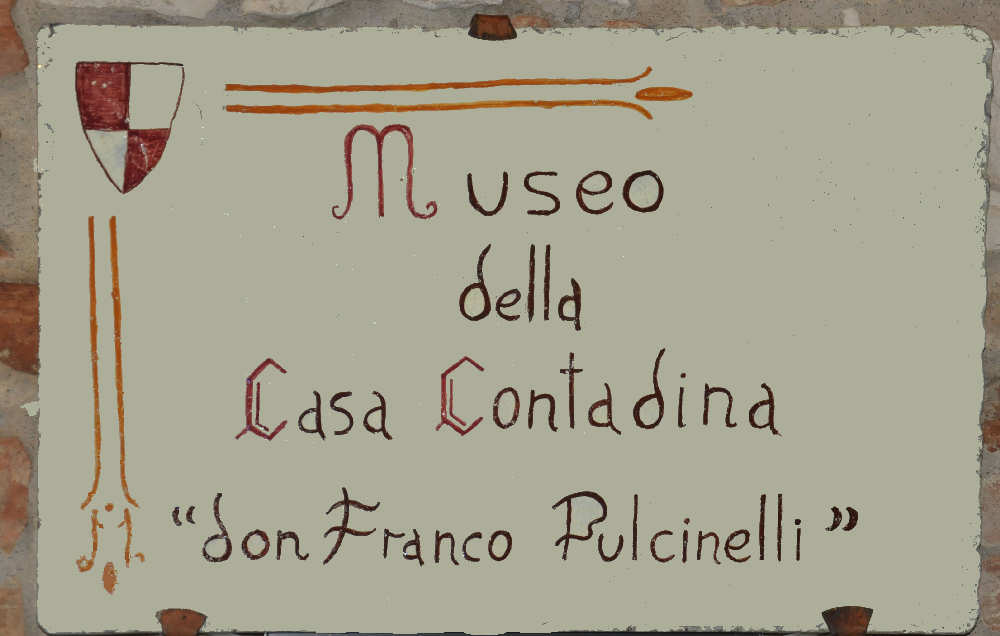 Museo
della
Casa Contadina
“don Franco Pulcinelli”